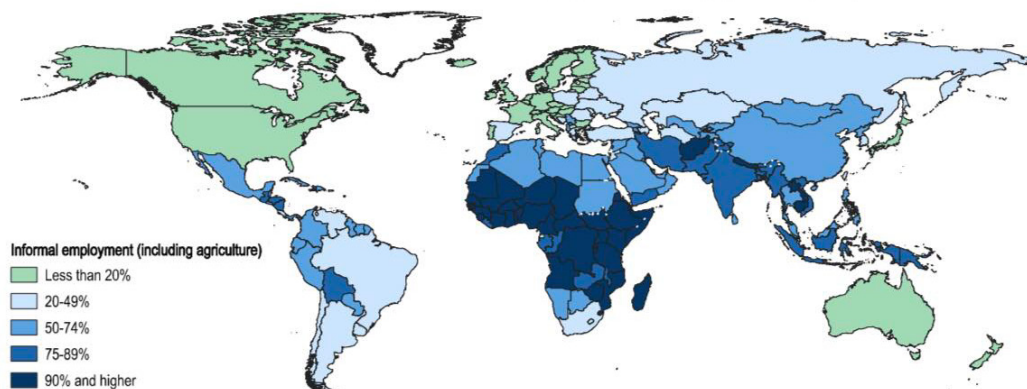 Informal employment (including agriculture)
Less than 20%
20-49%
50-74%
75-89%
90% and higher